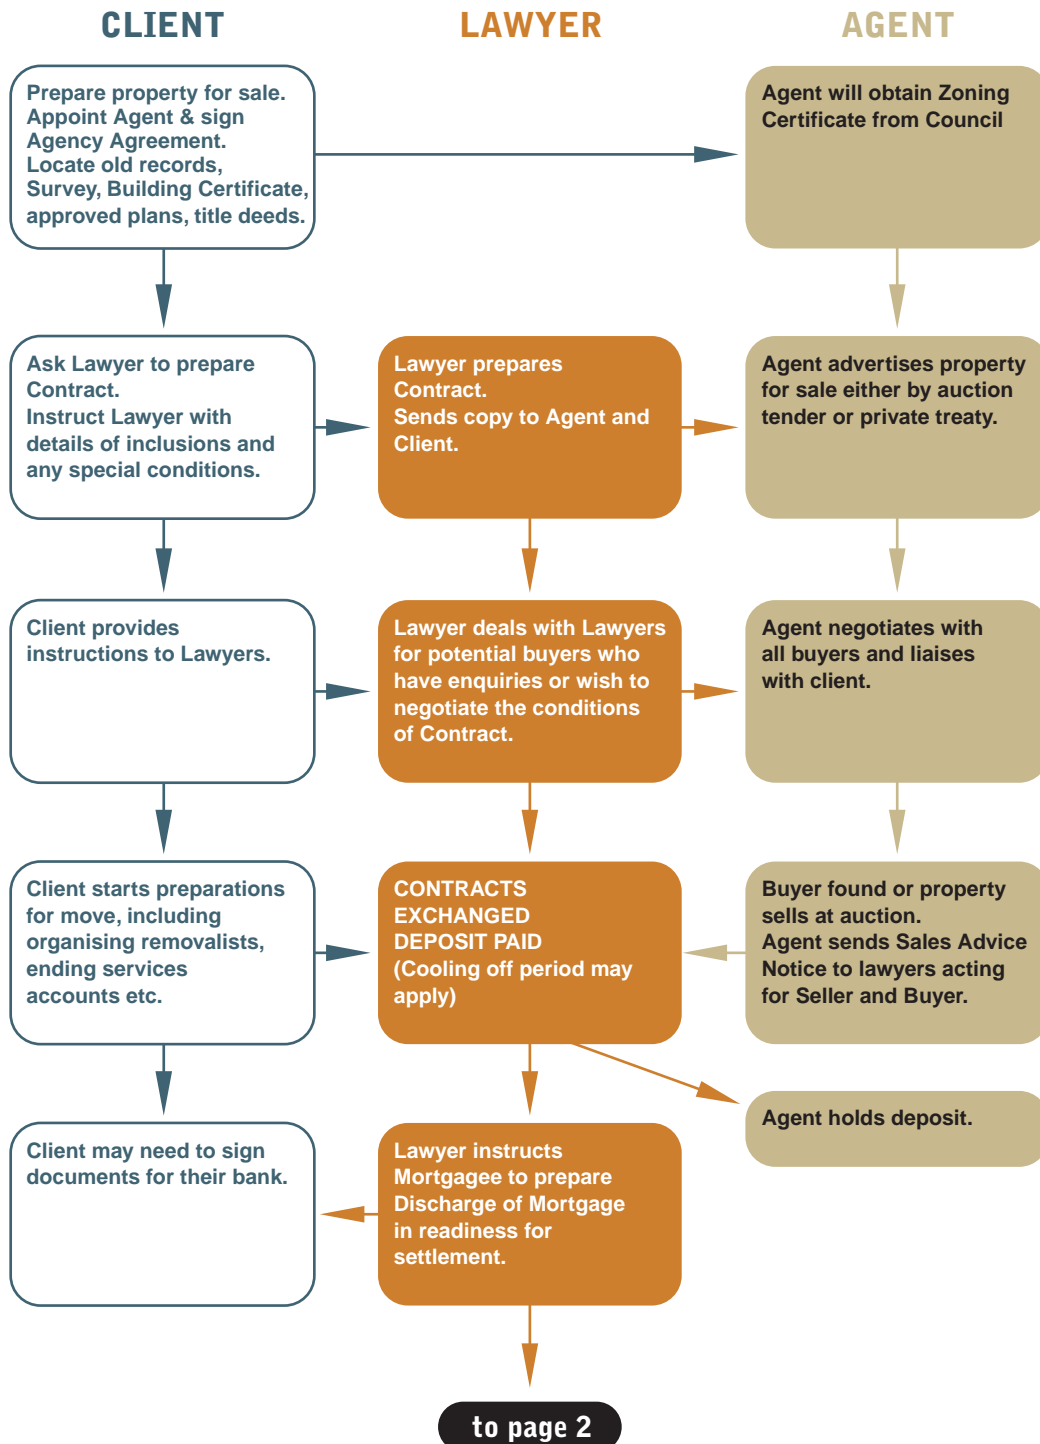 CLIENT
LAWYER
AGENT
Prepare property for sale.
Appoint Agent & sign
Agency Agreement.
Locate old records,
Survey, Building Certificate,
approved plans, title deeds.
Agent will obtain Zoning
Certificate from Council
Ask Lawyer to prepare
Contract.
Instruct Lawyer with
details of inclusions and
any special conditions.
Lawyer prepares
Contract.
Sends copy to Agent and
Client.
Agent advertises property
for sale either by auction
tender or private treaty.
Client provides
instructions to Lawyers.
Lawyer deals with Lawyers
for potential buyers who
have enquiries or wish to
negotiate the conditions
of Contract.
Agent negotiates with
all buyers and liaises
with client.
Client starts preparations
for move, including
organising removalists,
ending services
accounts etc.
CONTRACTS
EXCHANGED
DEPOSIT PAID
(Cooling off period may
apply)
Buyer found or property
sells at auction.
Agent sends Sales Advice
Notice to lawyers acting
for Seller and Buyer.
Agent holds deposit.
Client may need to sign
documents for their bank.
Lawyer instructs
Mortgagee to prepare
Discharge of Mortgage
in readiness for
settlement.
to page 2